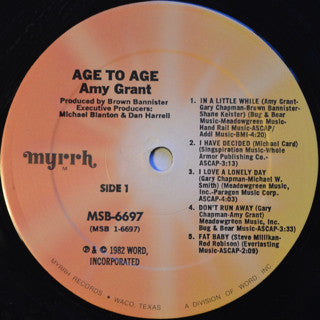 AGE TO AGE
Amy Grant
Produced by Brown Bannister
Executive Producers:
Michael Blanton & Dan Harrell
myrrh
M
SIDE 1
MSB-6697
(MSB 1-6697)
℗ & © 1982 WORD,
INCORPORATED
1. IN A LITTLE WHILE (Amy Grant-
Gary Chapman-Brown Bannister-
Shane Keister) (Bug & Bear
Music-Meadowgreen Music-
Hand Rail Music-ASCAP/
Addl Music-BMI-4:20)
2. I HAVE DECIDED (Michael Card)
(Singspiration Music-Whole
Armor Publishing Co.-
ASCAP-3:13)
3. I LOVE A LONELY DAY
(Gary Chapman-Michael W.
Smith) (Meadowgreen Music,
Inc.-Paragon Music Corp.
ASCAP-4:03)
4. DON'T RUN AWAY (Gary
Chapman-Amy Grant)
(Meadowgreen Music, Inc.
Bug & Bear Music-ASCAP-3:33)
5. FAT BABY (Steve Millikan-
Rod Robison) (Everlasting
Music-ASCAP-2:09)
MYRRH RECORDS • WACO, TEXAS • A DIVISION OF WORD, INC.